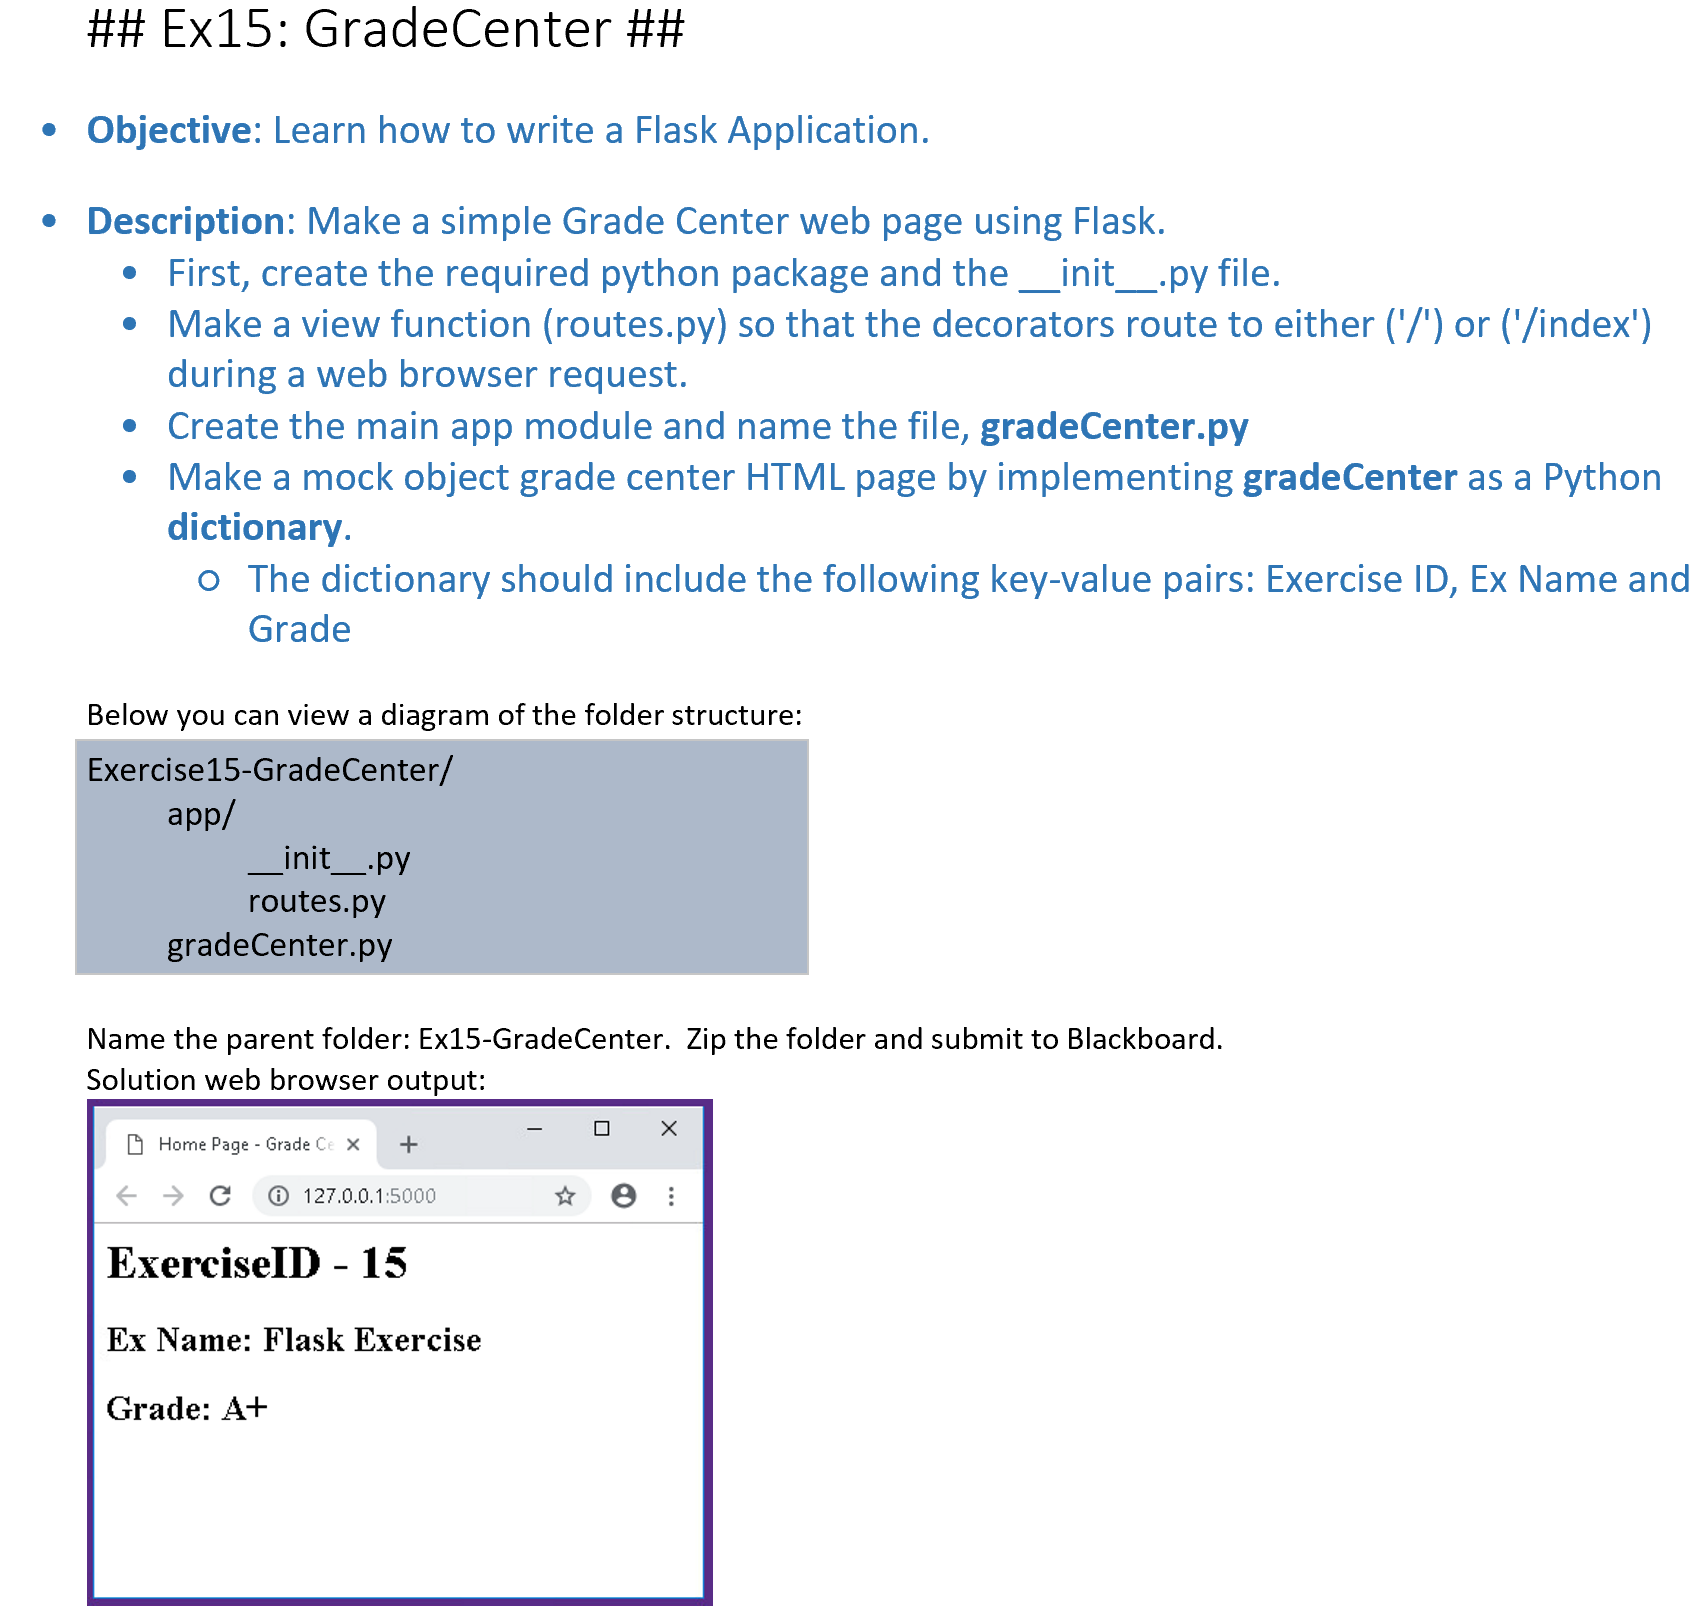 ## Ex15: GradeCenter ##
• Objective: Learn how to write a Flask Application.
• Description: Make a simple Grade Center web page using Flask.
• First, create the required python package and the __init__.py file.
• Make a view function (routes.py) so that the decorators route to either ('/') or ('/index')
during a web browser request.
• Create the main app module and name the file, gradeCenter.py
• Make a mock object grade center HTML page by implementing gradeCenter as a Python
dictionary.
o The dictionary should include the following key-value pairs: Exercise ID, Ex Name and
Grade
Below you can view a diagram of the folder structure:
Exercise15-GradeCenter/
app/
__init__.py
routes.py
gradeCenter.py
Name the parent folder: Ex15-GradeCenter.  Zip the folder and submit to Blackboard.
Solution web browser output:
Home Page - Grade Ce
127.0.0.1:5000
ExerciseID - 15
Ex Name: Flask Exercise
Grade: A+